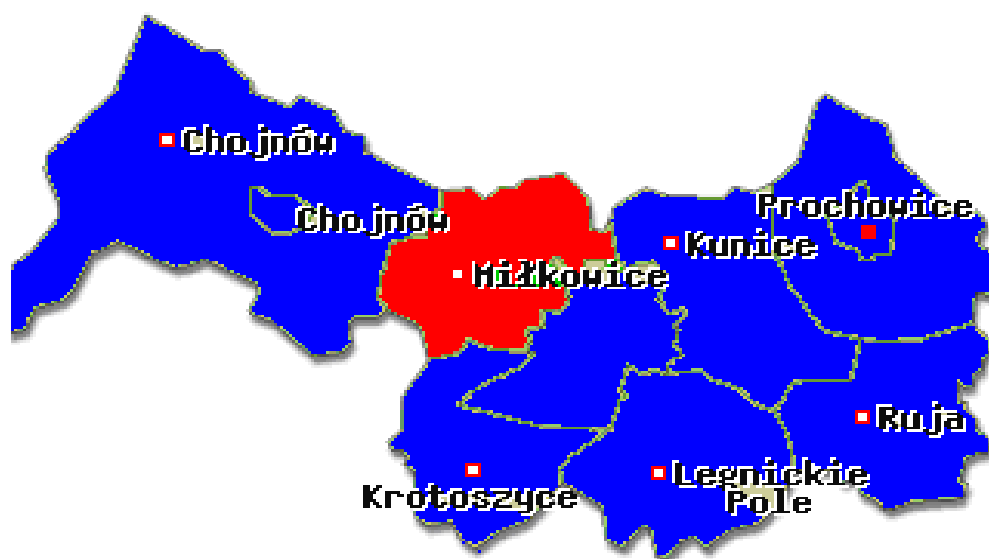 Chojnów
Prochowice
Chojnów
Kunice
Miłkowice
Ruja
Legnickie
Pole
Krotoszyce